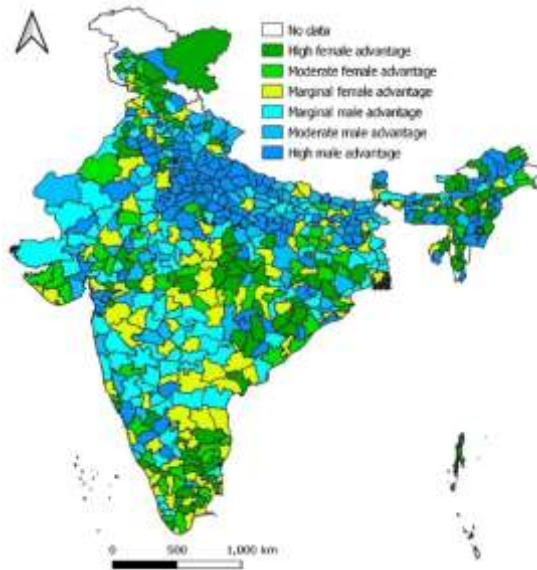 No data
High female advantage
Moderate female advantage
Marginal female advantage
Marginal male advantage
Moderate male advantage
High male advantage
0 500 1,000 km